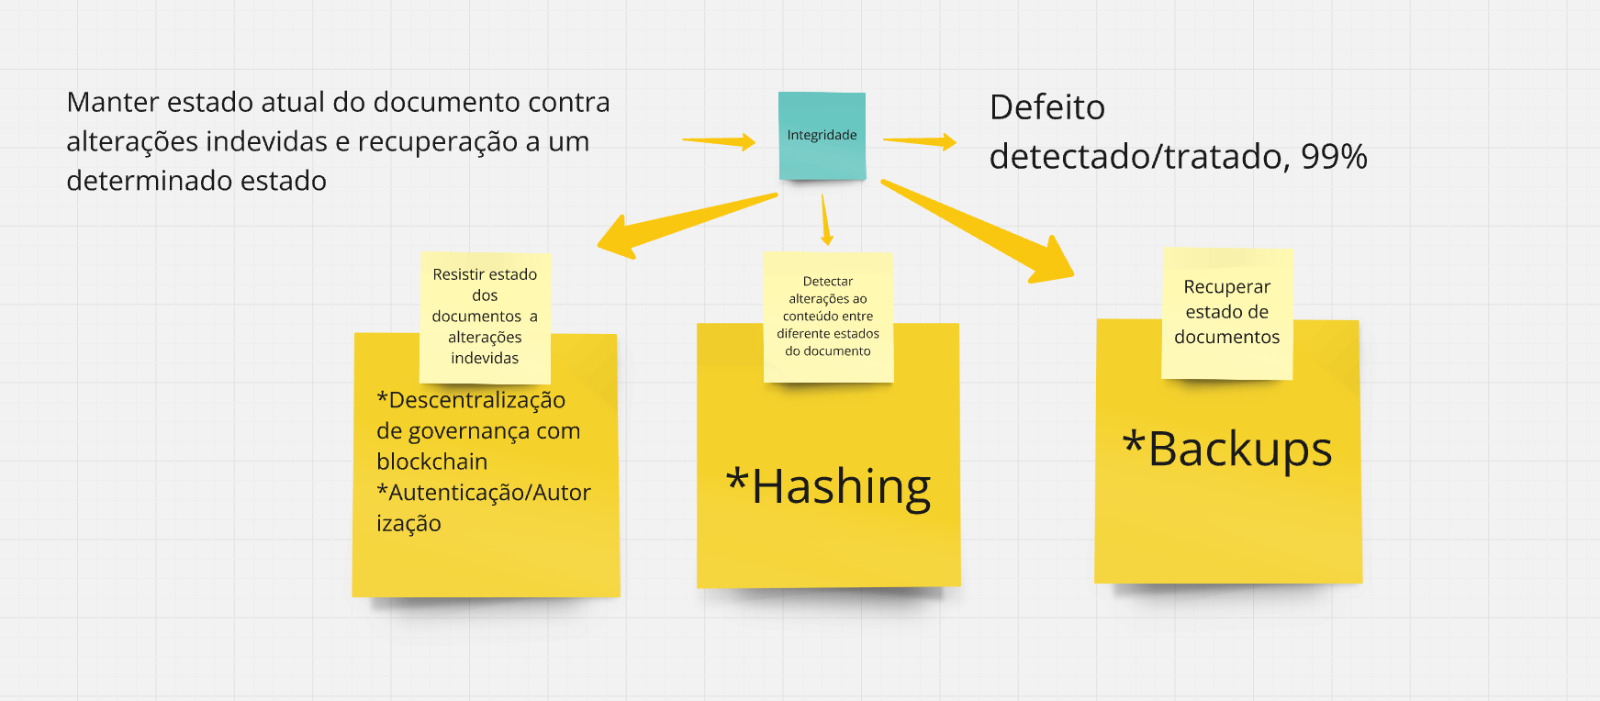 Manter estado atual do documento contra
alterações indevidas e recuperação a um
determinado estado
Integridade
Defeito
detectado/tratado, 99%
Resistir estado
dos
documentos a
alterações
indevidas
*Descentralização
de governança com
blockchain
*Autenticação/Autor
ização
Detectar
alterações ao
conteúdo entre
diferente estados
do documento
*Hashing
Recuperar
estado de
documentos
*Backups